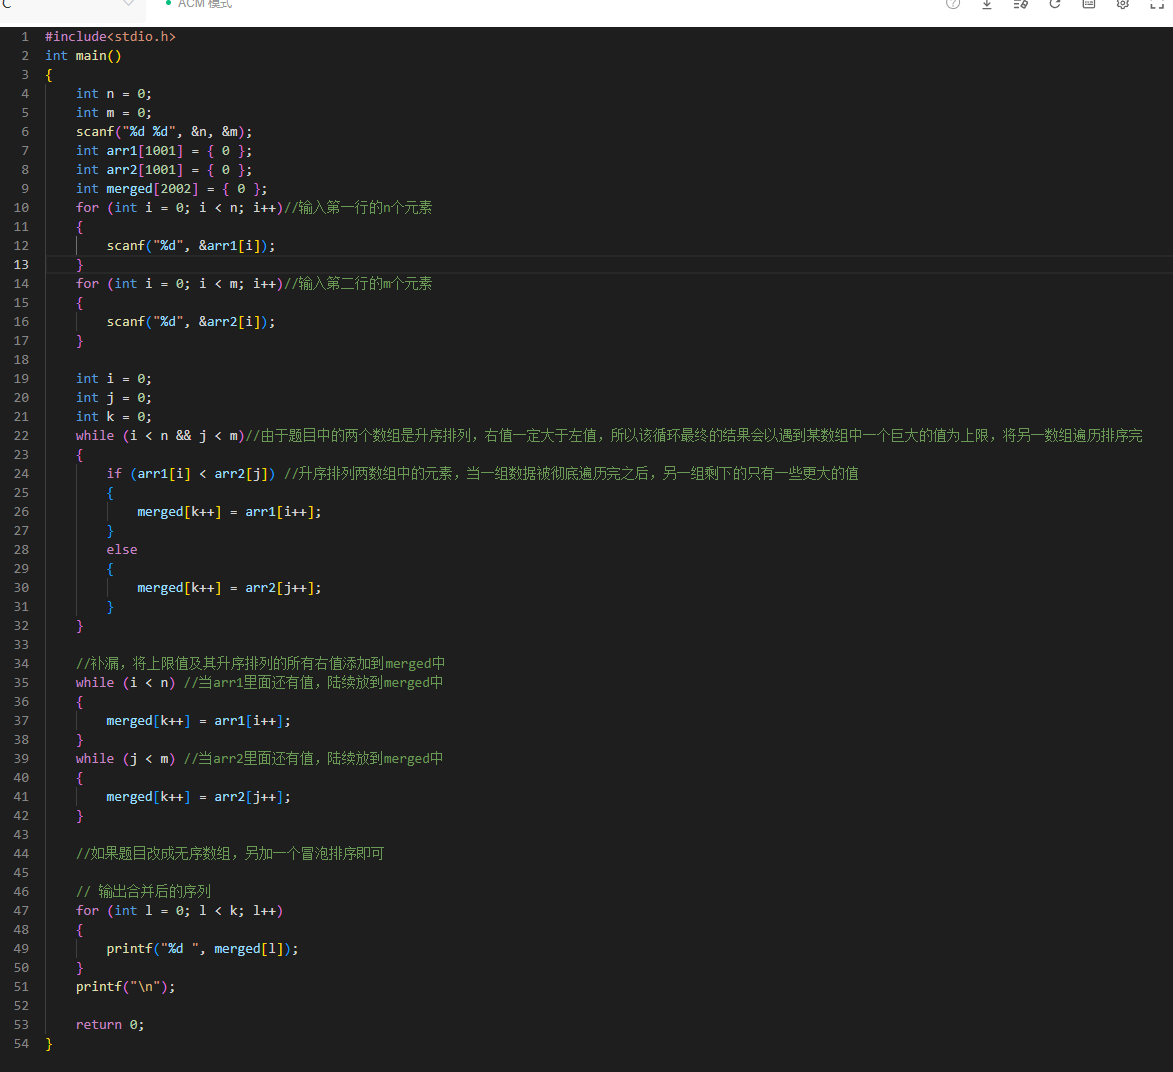 C ACM 模式
1 #include<stdio.h>
2 int main()
3 {
4 int n = 0;
5 int m = 0;
6 scanf("%d %d", &n, &m);
7 int arr1[1001] = { 0 };
8 int arr2[1001] = { 0 };
9 int merged[2002] = { 0 };
10 for (int i = 0; i < n; i++)//输入第一行的n个元素
11 {
12 scanf("%d", &arr1[i]);
13 }
14 for (int i = 0; i < m; i++)//输入第二行的m个元素
15 {
16 scanf("%d", &arr2[i]);
17 }
18
19 int i = 0;
20 int j = 0;
21 int k = 0;
22 while (i < n && j < m)//由于题目中的两个数组是升序排列，右值一定大于左值，所以该循环最终的结果会以遇到某数组中一个巨大的值为上限，将另一数组遍历排序完
23 {
24 if (arr1[i] < arr2[j]) //升序排列两数组中的元素，当一组数据被彻底遍历完之后，另一组剩下的只有一些更大的值
25 {
26 merged[k++] = arr1[i++];
27 }
28 else
29 {
30 merged[k++] = arr2[j++];
31 }
32 }
33
34 //补漏，将上限值及其升序排列的所有右值添加到merged中
35 while (i < n) //当arr1里面还有值，陆续放到merged中
36 {
37 merged[k++] = arr1[i++];
38 }
39 while (j < m) //当arr2里面还有值，陆续放到merged中
40 {
41 merged[k++] = arr2[j++];
42 }
43
44 //如果题目改成无序数组，另加一个冒泡排序即可
45
46 // 输出合并后的序列
47 for (int l = 0; l < k; l++)
48 {
49 printf("%d ", merged[l]);
50 }
51 printf("\n");
52
53 return 0;
54 }